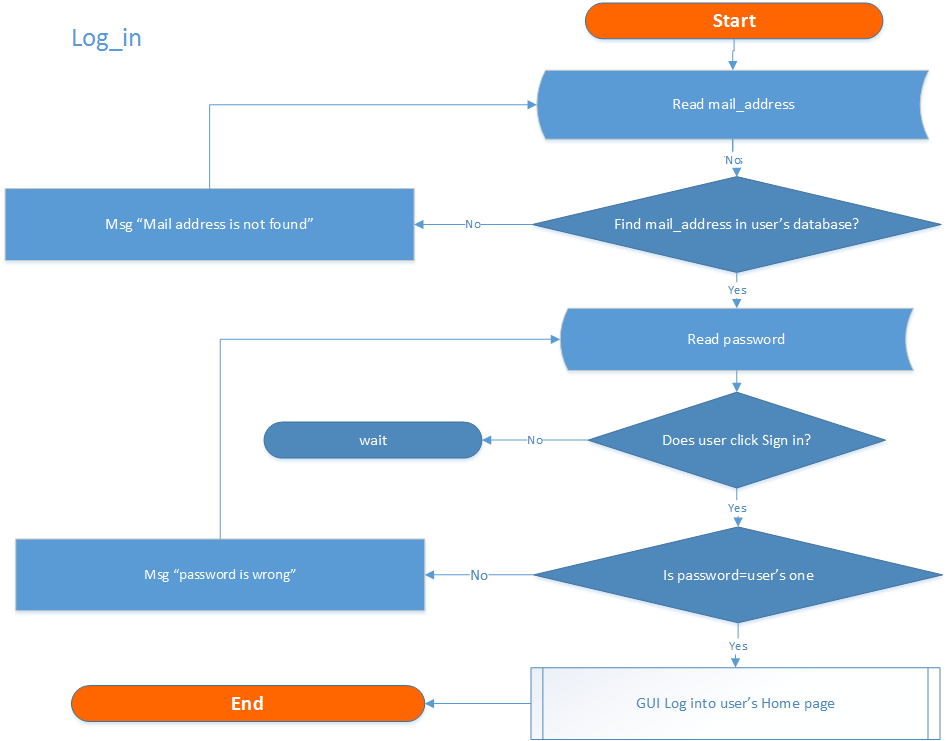 Log_in
Start
Read mail_address
No
Find mail_address in user's database?
No
Msg “Mail address is not found”
Yes
Read password
Does user click Sign in?
No
wait
Yes
Is password=user's one
No
Msg “password is wrong”
Yes
GUI Log into user's Home page
End